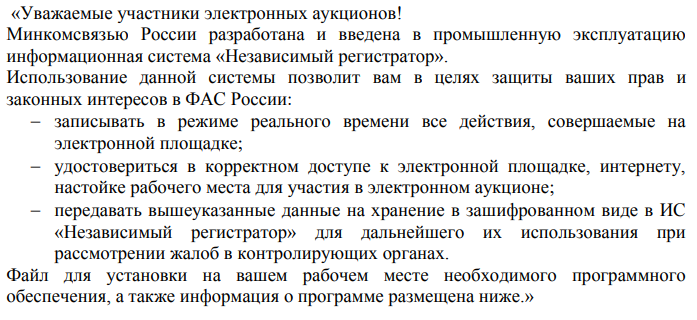 «Уважаемые участники электронных аукционов!
Минкомсвязью России разработана и введена в промышленную эксплуатацию
информационная система «Независимый регистратор».
Использование данной системы позволит вам в целях защиты ваших прав и
законных интересов в ФАС России:
– записывать в режиме реального времени все действия, совершаемые на
электронной площадке;
– удостовериться в корректном доступе к электронной площадке, интернету,
настойке рабочего места для участия в электронном аукционе;
– передавать вышеуказанные данные на хранение в зашифрованном виде в ИС
«Независимый регистратор» для дальнейшего их использования при
рассмотрении жалоб в контролирующих органах.
Файл для установки на вашем рабочем месте необходимого программного
обеспечения, а также информация о программе размещена ниже.»